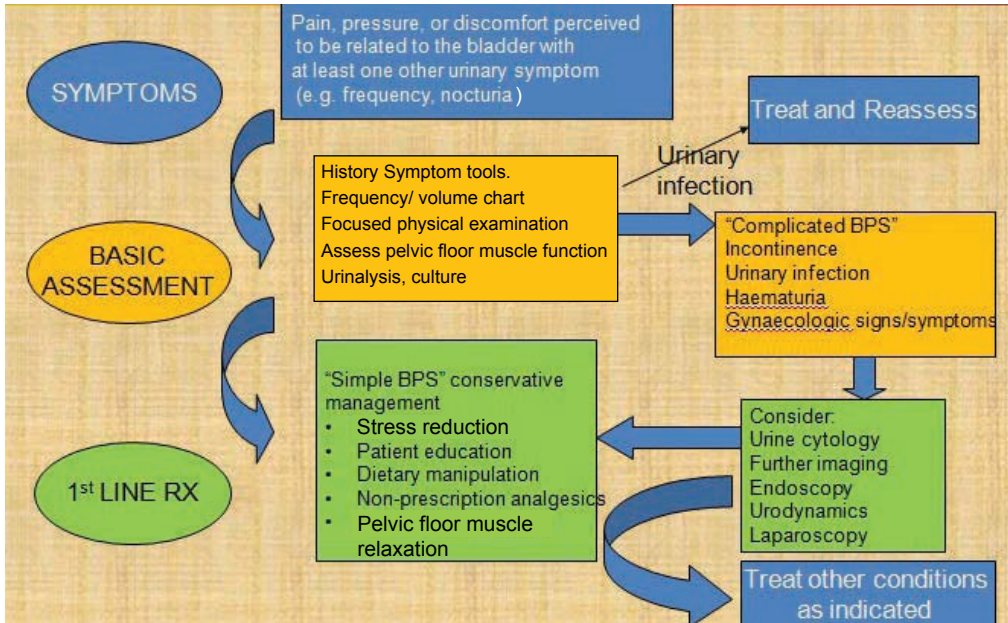 SYMPTOMS
Pain, pressure, or discomfort perceived
to be related to the bladder with
at least one other urinary symptom
(e.g. frequency, nocturia )
Treat and Reassess
Urinary
infection
BASIC
ASSESSMENT
History Symptom tools.
Frequency/ volume chart
Focused physical examination
Assess pelvic floor muscle function
Urinalysis, culture
"Complicated BPS"
Incontinence
Urinary infection
Haematuria
Gynaecologic signs/symptoms
1st LINE RX
"Simple BPS" conservative
management
• Stress reduction
• Patient education
• Dietary manipulation
• Non-prescription analgesics
• Pelvic floor muscle
relaxation
Consider:
Urine cytology
Further imaging
Endoscopy
Urodynamics
Laparoscopy
Treat other conditions
as indicated